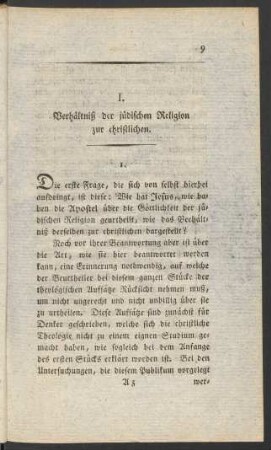 9
I.
Verhältniß der jüdischen Religion
zur christlichen.
1.
Die erste Frage, die sich von selbst hierbei
aufdringt, ist diese: Wie hat Jesus, wie ha-
ben die Apostel über die Göttlichkeit der jü-
dischen Religion geurtheilt, wie das Verhält-
niß derselben zur christlichen dargestellt?
Noch vor ihrer Beantwortung aber ist über
die Art, wie sie hier beantwortet werden
kann, eine Erinnerung nothwendig, auf welche
der Beurtheiler bei diesem ganzen Stücke der
theologischen Aufsätze Rücksicht nehmen muß,
um nicht ungerecht und nicht unbillig über sie
zu urtheilen. Diese Aufsätze sind zunächst für
Denker geschrieben, welche sich die christliche
Theologie nicht zu einem eignen Studium ge-
macht haben, wie sogleich bei dem Anfange
des ersten Stücks erklärt worden ist. Bei den
Untersuchungen, die diesem Publikum vorgelegt
A 5 wer-